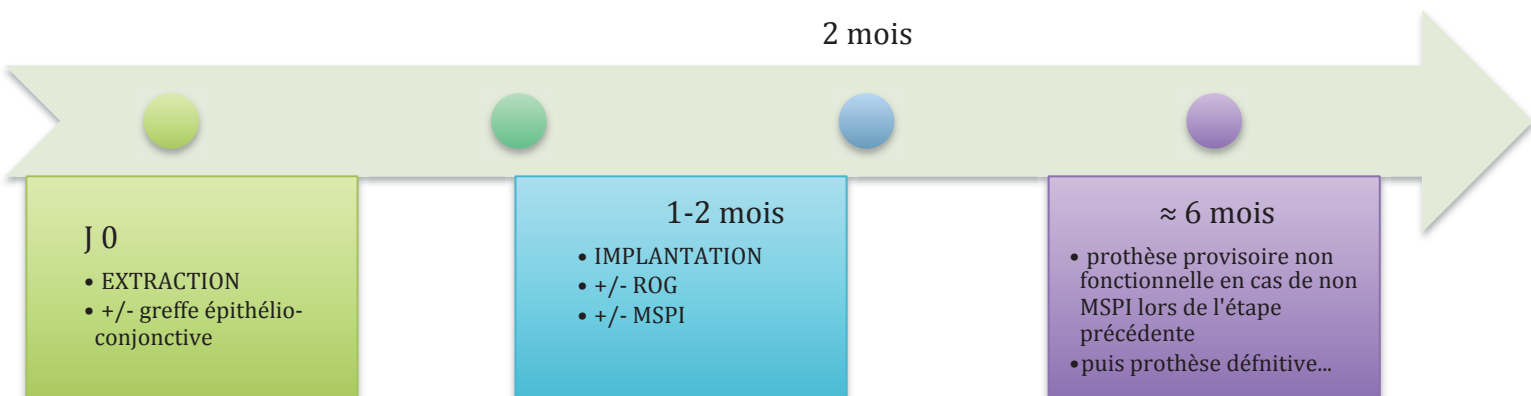 2 mois
J 0
• EXTRACTION
• +/- greffe épithélio-
conjonctive
1-2 mois
• IMPLANTATION
• +/- ROG
• +/- MSPI
≈ 6 mois
• prothèse provisoire non
fonctionnelle en cas de non
MSPI lors de l'étape
précédente
•puis prothèse défnitive...